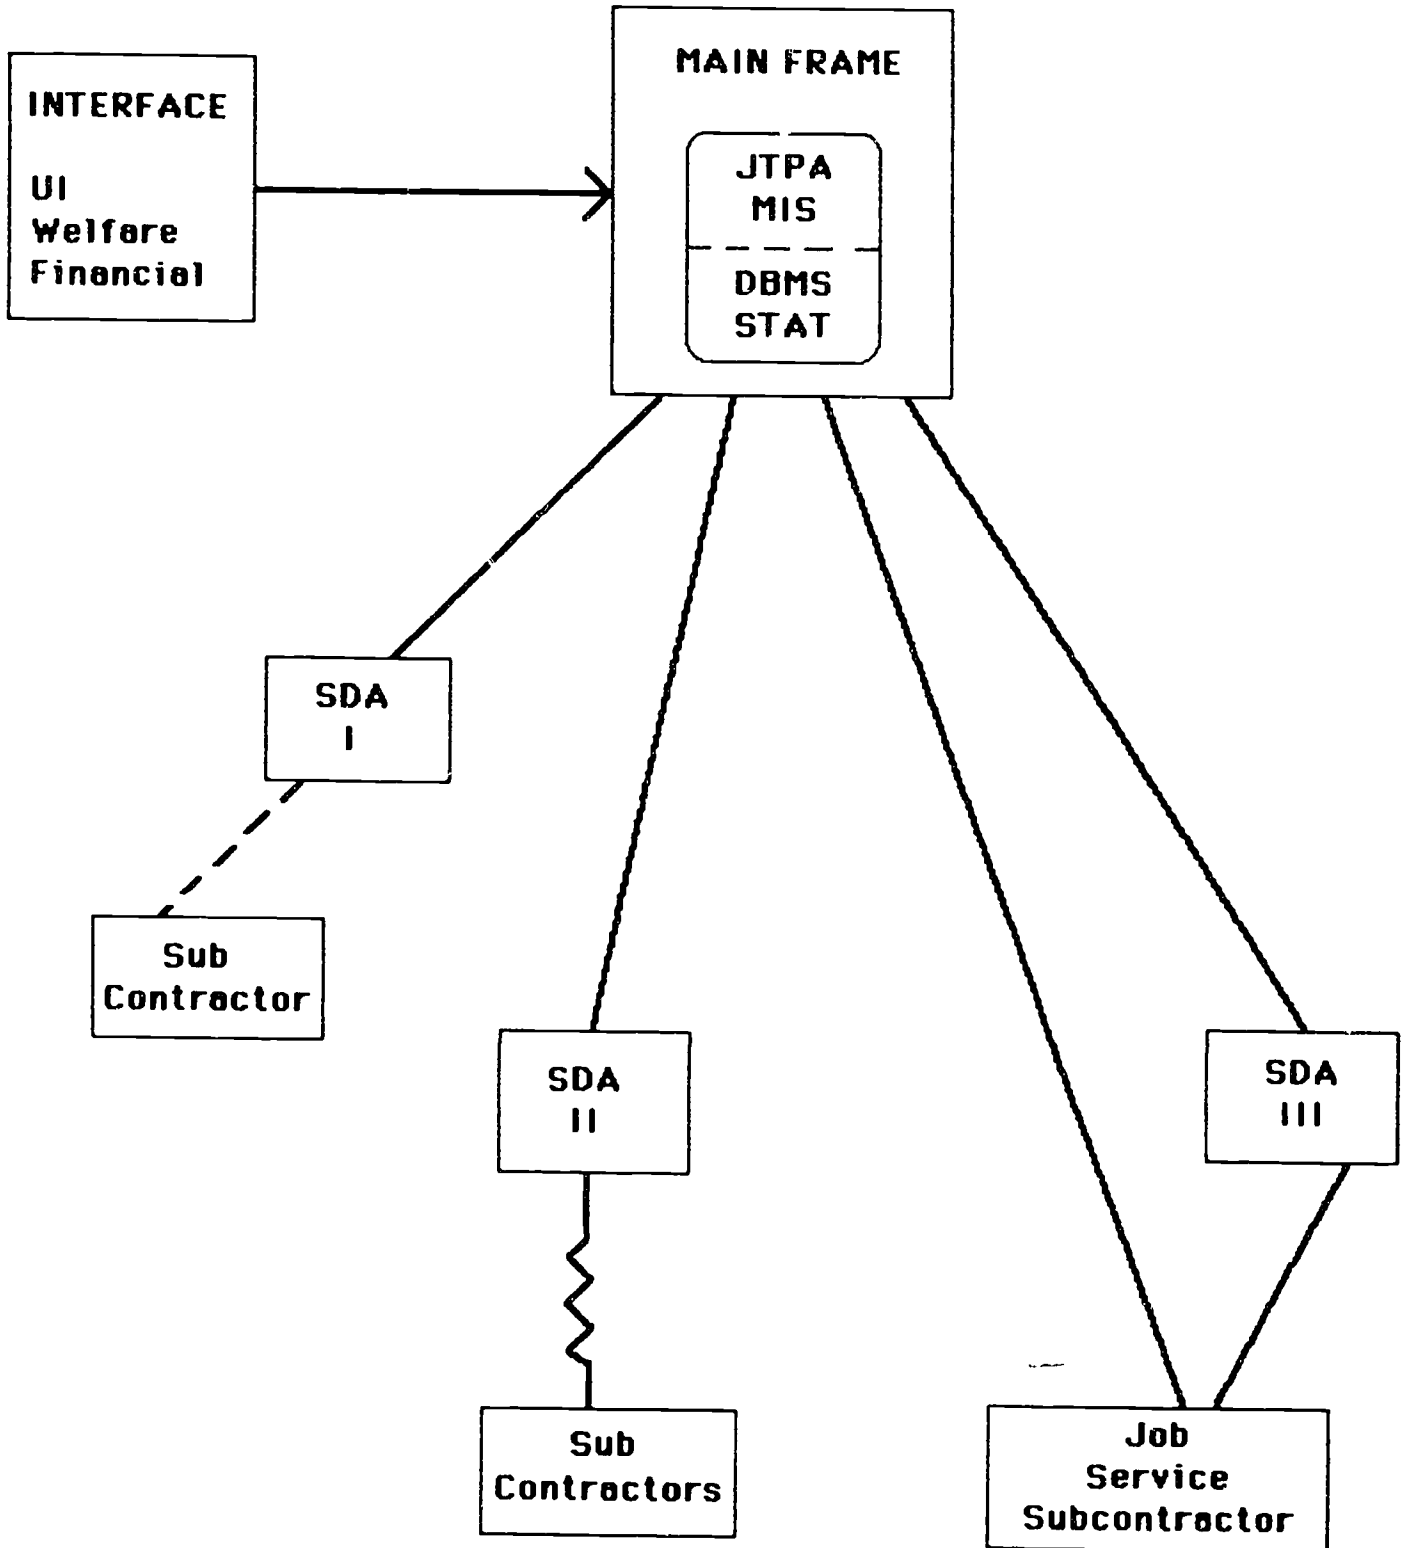 INTERFACE
UI
Welfare
Financial
MAIN FRAME
JTPA
MIS
DBMS
STAT
SDA
I
Sub
Contractor
SDA
II
Sub
Contractors
SDA
III
Job
Service
Subcontractor